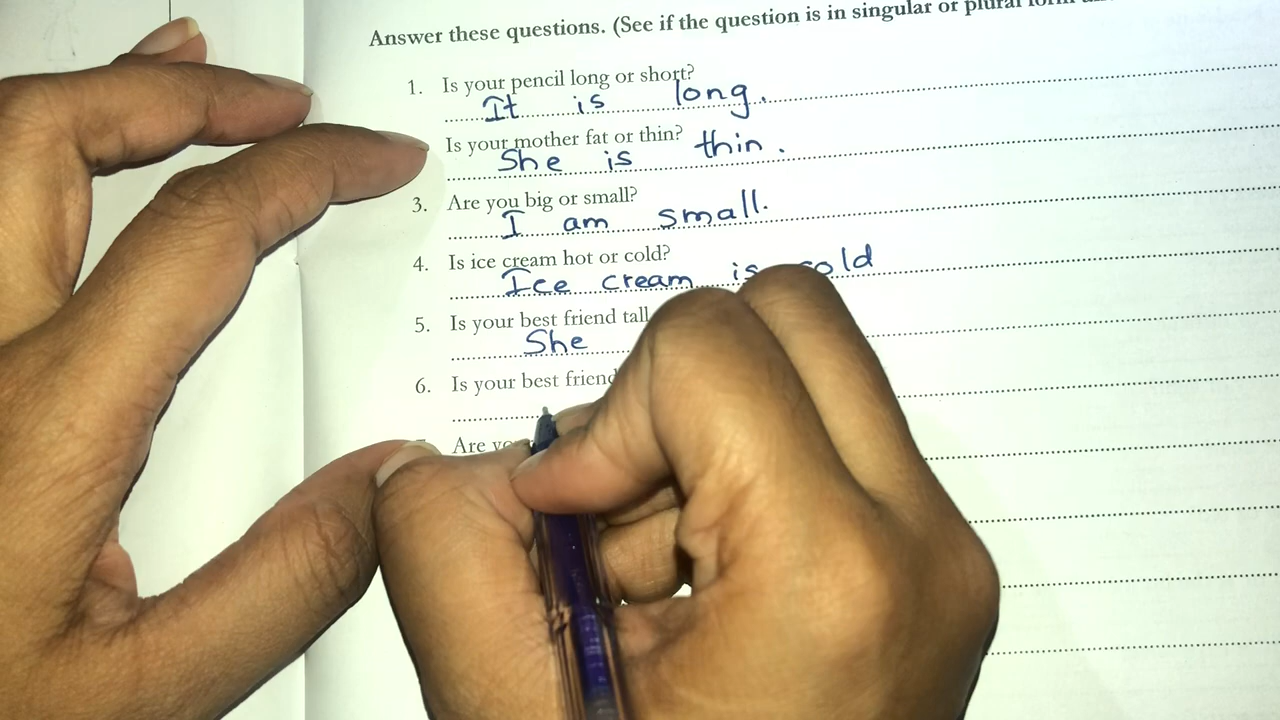 Answer these questions. (See if the question is in singular or plural form
1. Is your pencil long or short?
It is long.
Is your mother fat or thin?
She is thin.
3. Are you big or small?
I am small.
4. Is ice cream hot or cold?
Ice cream is cold
5. Is your best friend tall
She
6. Is your best friend
Are